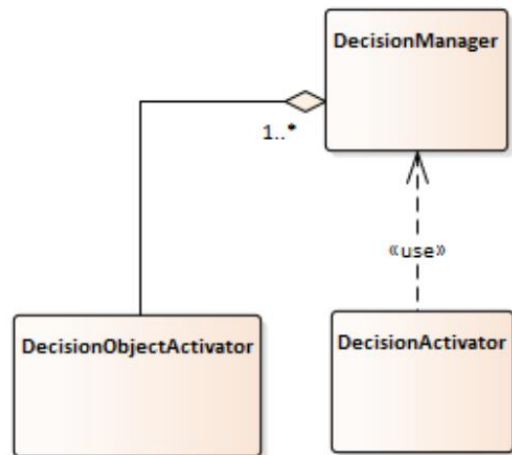 DecisionManager
1..*
«use»
DecisionObjectActivator
DecisionActivator